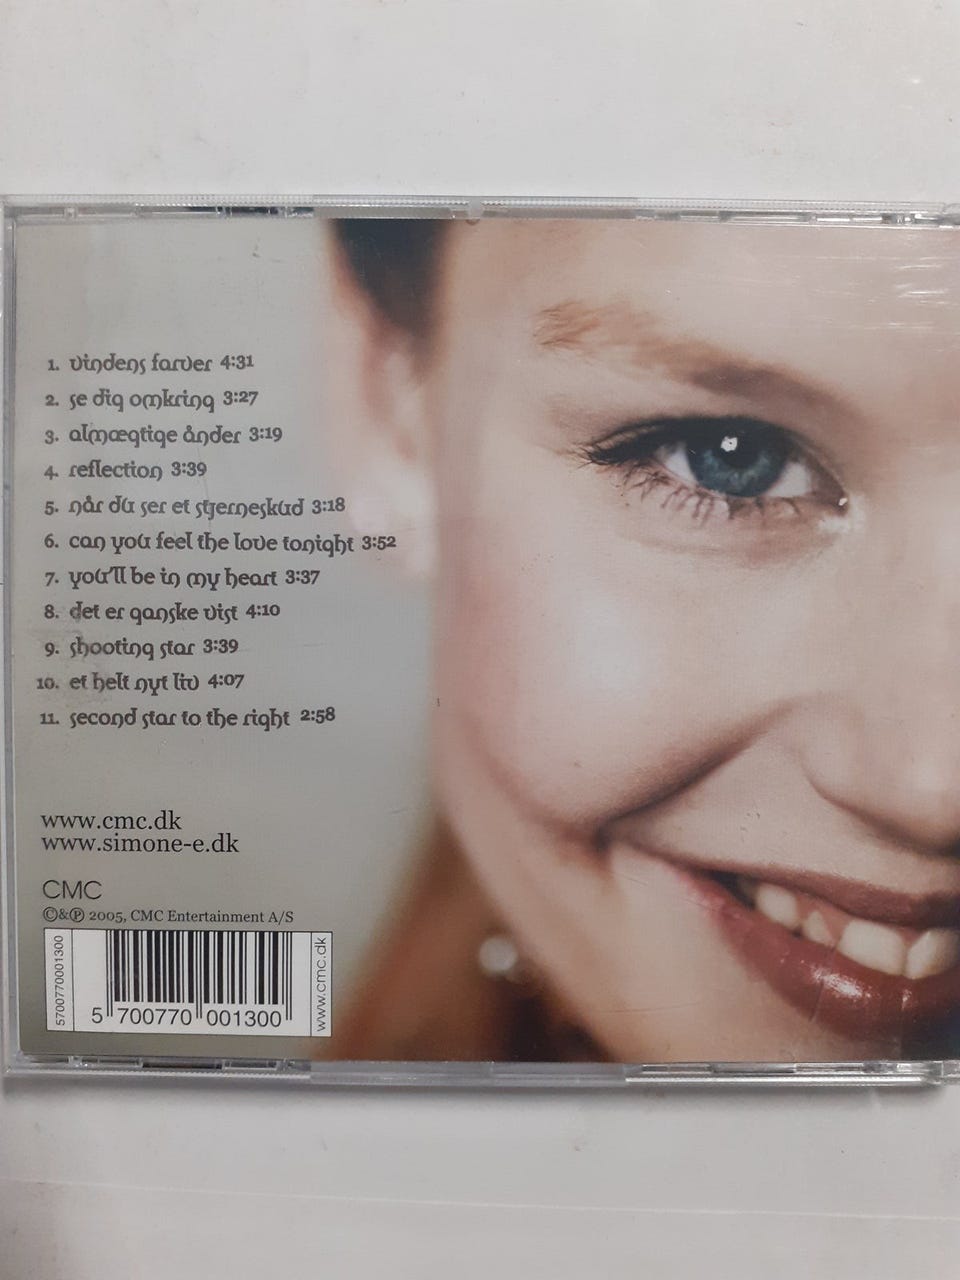 1. vindens farver 4:31
2. se dig omkring 3:27
3. almægtige ånder 3:19
4. reflection 3:39
5. når du ser et stjerneskud 3:18
6. can you feel the love tonight 3:52
7. you'll be in my heart 3:37
8. det er ganske vist 4:10
9. shooting star 3:39
10. et helt nyt liv 4:07
11. second star to the right 2:58
www.cmc.dk
www.simone-e.dk
CMC
©&℗ 2005, CMC Entertainment A/S
5700770001300
5 700770 001300
www.cmc.dk